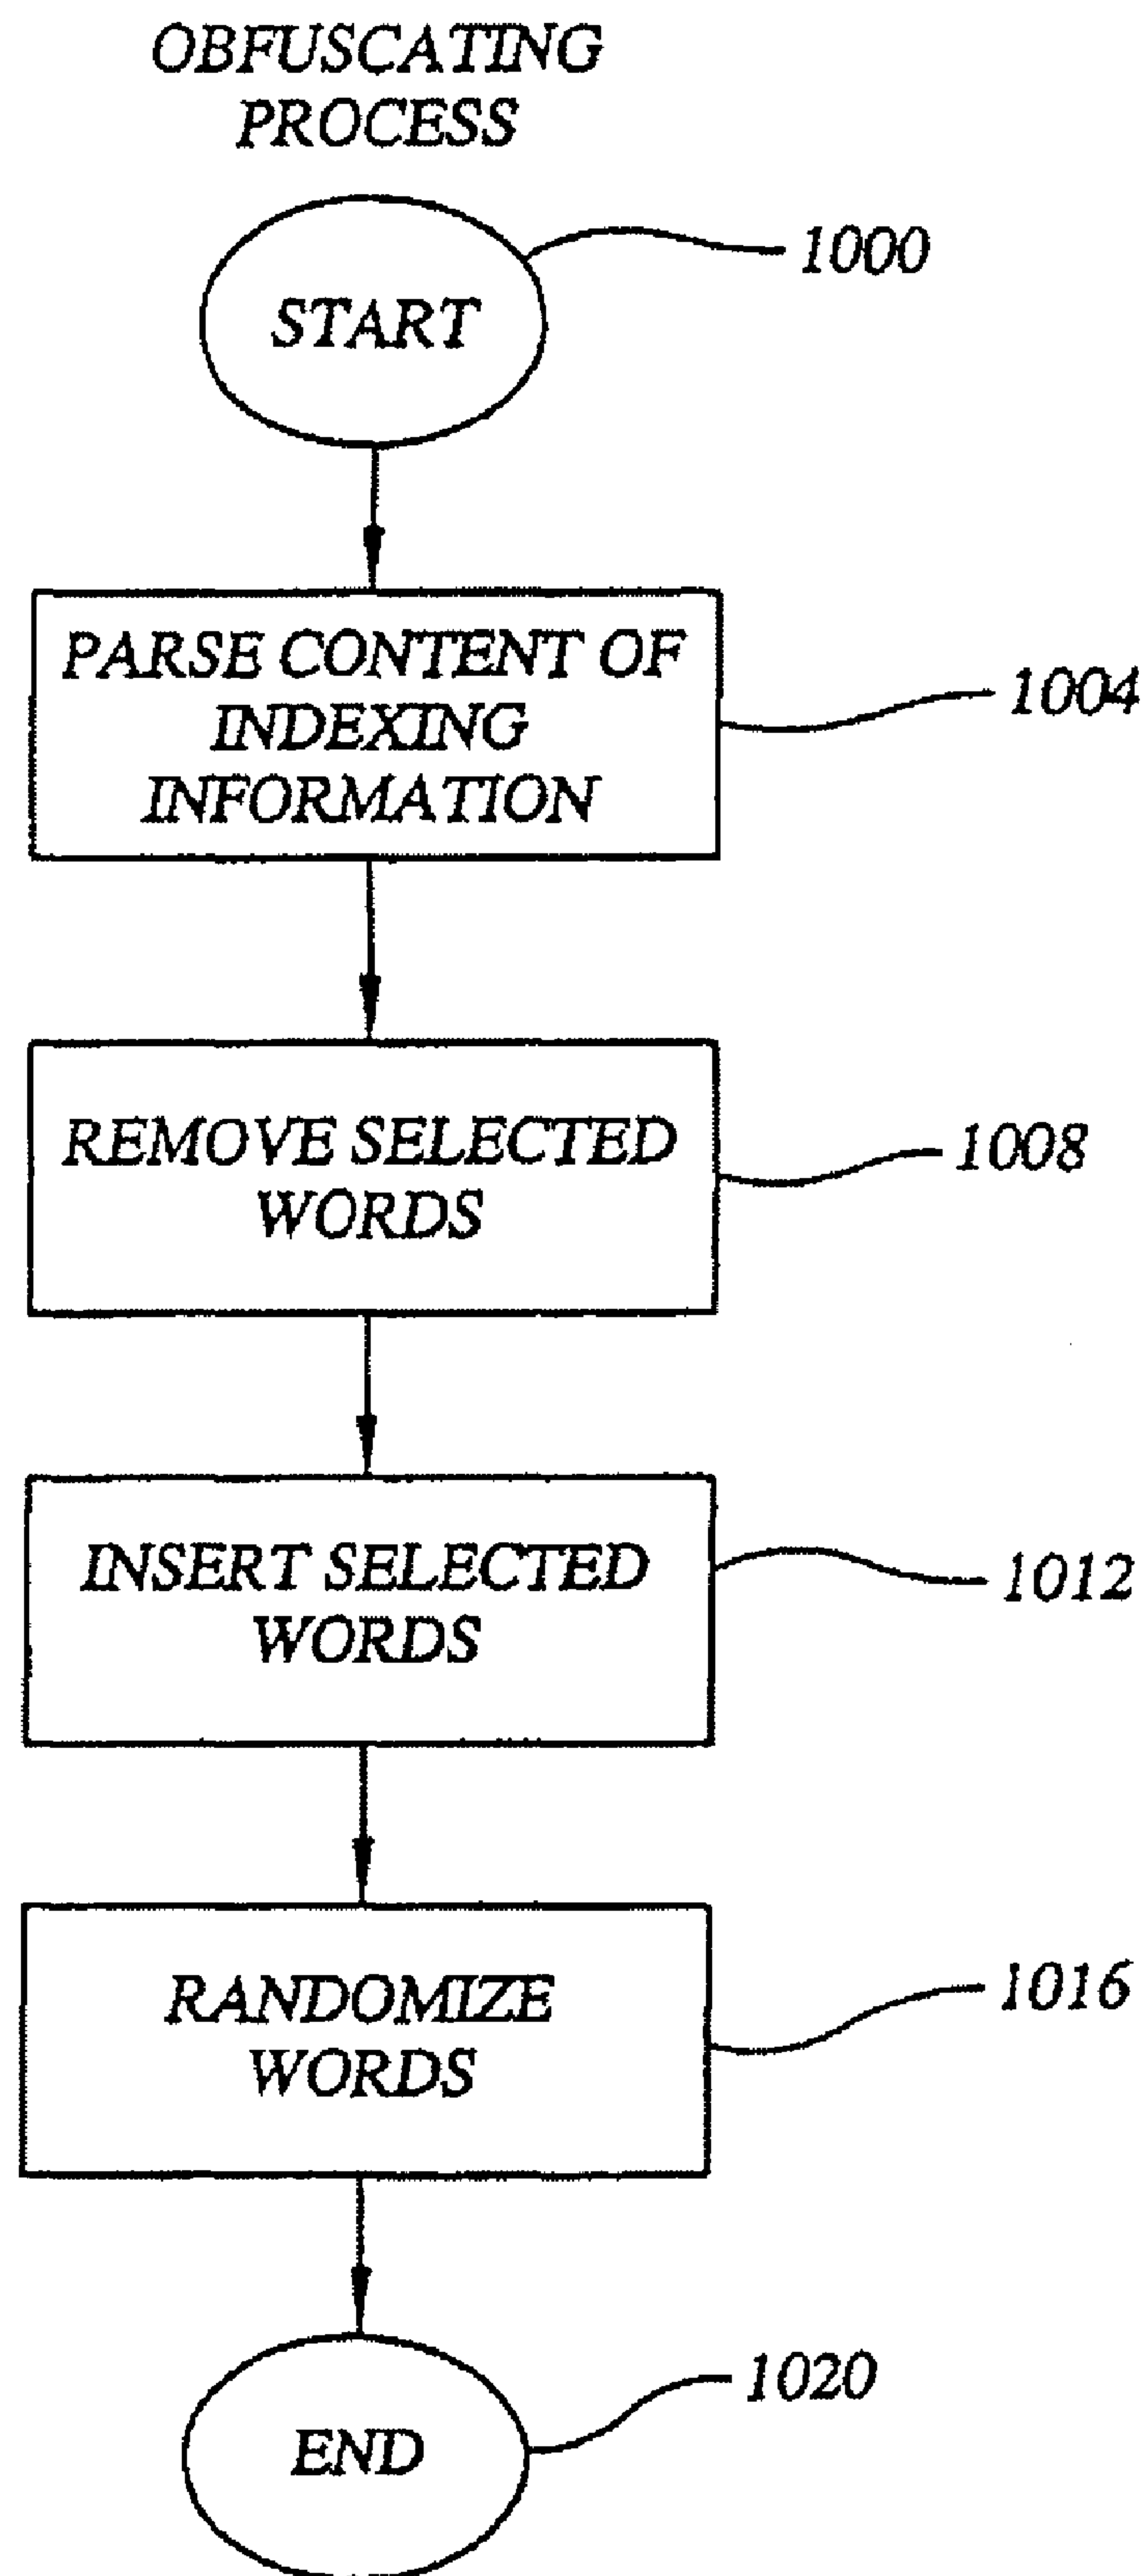 OBFUSCATING
PROCESS
START
1000
PARSE CONTENT OF
INDEXING
INFORMATION
1004
REMOVE SELECTED
WORDS
1008
INSERT SELECTED
WORDS
1012
RANDOMIZE
WORDS
1016
END
1020